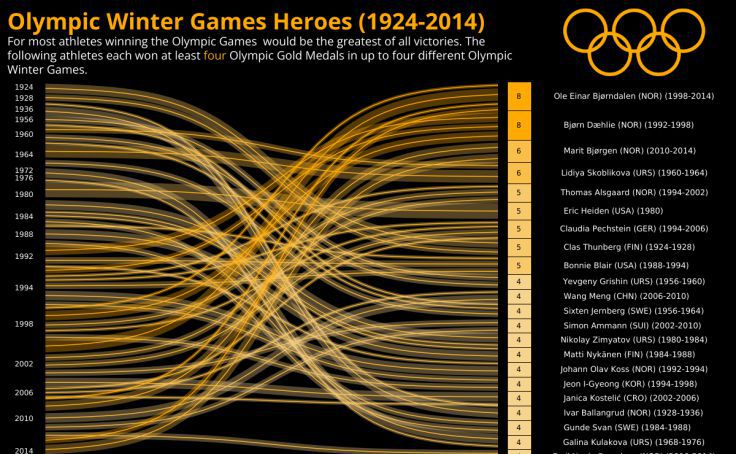 Olympic Winter Games Heroes (1924-2014)
For most athletes winning the Olympic Games would be the greatest of all victories. The
following athletes each won at least four Olympic Gold Medals in up to four different Olympic
Winter Games.
1924
1928
1936
1956
1960
1964
1972
1976
1980
1984
1988
1992
1994
1998
2002
2006
2010
2014
8 Ole Einar Bjørndalen (NOR) (1998-2014)
8 Bjørn Dæhlie (NOR) (1992-1998)
6 Marit Bjørgen (NOR) (2010-2014)
6 Lidiya Skoblikova (URS) (1960-1964)
5 Thomas Alsgaard (NOR) (1994-2002)
5 Eric Heiden (USA) (1980)
5 Claudia Pechstein (GER) (1994-2006)
5 Clas Thunberg (FIN) (1924-1928)
5 Bonnie Blair (USA) (1988-1994)
4 Yevgeny Grishin (URS) (1956-1960)
4 Wang Meng (CHN) (2006-2010)
4 Sixten Jernberg (SWE) (1956-1964)
4 Simon Ammann (SUI) (2002-2010)
4 Nikolay Zimyatov (URS) (1980-1984)
4 Matti Nykänen (FIN) (1984-1988)
4 Johann Olav Koss (NOR) (1992-1994)
4 Jeon I-Gyeong (KOR) (1994-1998)
4 Janica Kostelić (CRO) (2002-2006)
4 Ivar Ballangrud (NOR) (1928-1936)
4 Gunde Svan (SWE) (1984-1988)
4 Galina Kulakova (URS) (1968-1976)